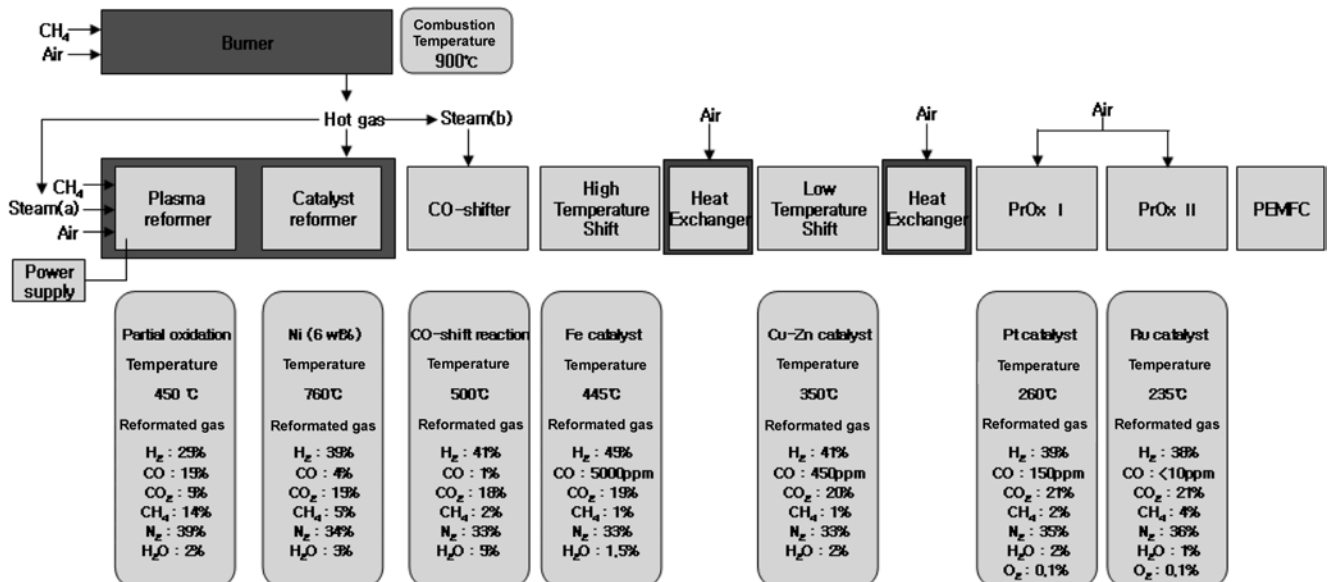 CH₄
Air
Burner
Combustion
Temperature
900℃
Hot gas
Steam(b)
Air
Air
Air
CH₄
Steam(a)
Air
Plasma
reformer
Catalyst
reformer
CO-shifter
High
Temperature
Shift
Heat
Exchanger
Low
Temperature
Shift
Heat
Exchanger
PrOx I
PrOx II
PEMFC
Power
supply
Partial oxidation
Temperature
450 ℃
Reformated gas
H₂ : 25%
CO : 15%
CO₂ : 5%
CH₄ : 14%
N₂ : 39%
H₂O : 2%
Ni (6 wt%)
Temperature
760℃
Reformated gas
H₂ : 39%
CO : 4%
CO₂ : 15%
CH₄ : 5%
N₂ : 34%
H₂O : 3%
CO-shift reaction
Temperature
500℃
Reformated gas
H₂ : 41%
CO : 1%
CO₂ : 18%
CH₄ : 2%
N₂ : 33%
H₂O : 5%
Fe catalyst
Temperature
445℃
Reformated gas
H₂ : 45%
CO : 5000ppm
CO₂ : 19%
CH₄ : 1%
N₂ : 33%
H₂O : 1,5%
Cu-Zn catalyst
Temperature
350℃
Reformated gas
H₂ : 41%
CO : 450ppm
CO₂ : 20%
CH₄ : 1%
N₂ : 33%
H₂O : 2%
Pt catalyst
Temperature
260℃
Reformated gas
H₂ : 39%
CO : 150ppm
CO₂ : 21%
CH₄ : 2%
N₂ : 35%
H₂O : 2%
O₂ : 0,1%
Ru catalyst
Temperature
235℃
Reformated gas
H₂ : 38%
CO : <10ppm
CO₂ : 21%
CH₄ : 4%
N₂ : 36%
H₂O : 1%
O₂ : 0,1%